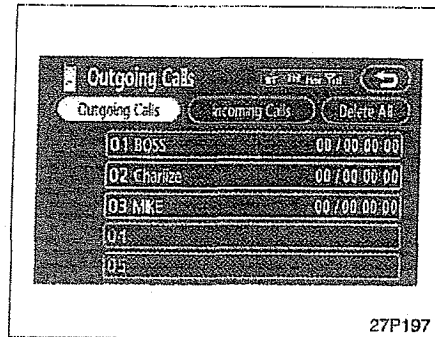 Outgoing Calls
Outgoing Calls Incoming Calls Delete All
01 BOSS 00 / 00:00:00
02 Charlize 00 / 00:00:00
03 MIKE 00 / 00:00:00
04
05
27P197